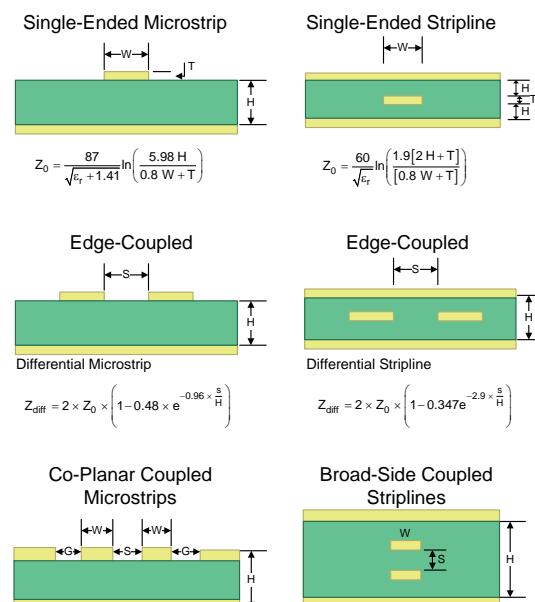 Single-Ended Microstrip
W
T
H
Z₀ = 87 / √(εᵣ + 1.41) ln(5.98 H / 0.8 W + T)
Single-Ended Stripline
W
H
T
H
Z₀ = 60 / √εᵣ ln(1.9[2 H + T] / [0.8 W + T])
Edge-Coupled
S
H
Differential Microstrip
Z_diff = 2 × Z₀ × (1 − 0.48 × e^(−0.96 × s/H))
Edge-Coupled
S
H
Differential Stripline
Z_diff = 2 × Z₀ × (1 − 0.347e^(−2.9 × s/H))
Co-Planar Coupled
Microstrips
W
W
G
S
G
H
Broad-Side Coupled
Striplines
W
S
H